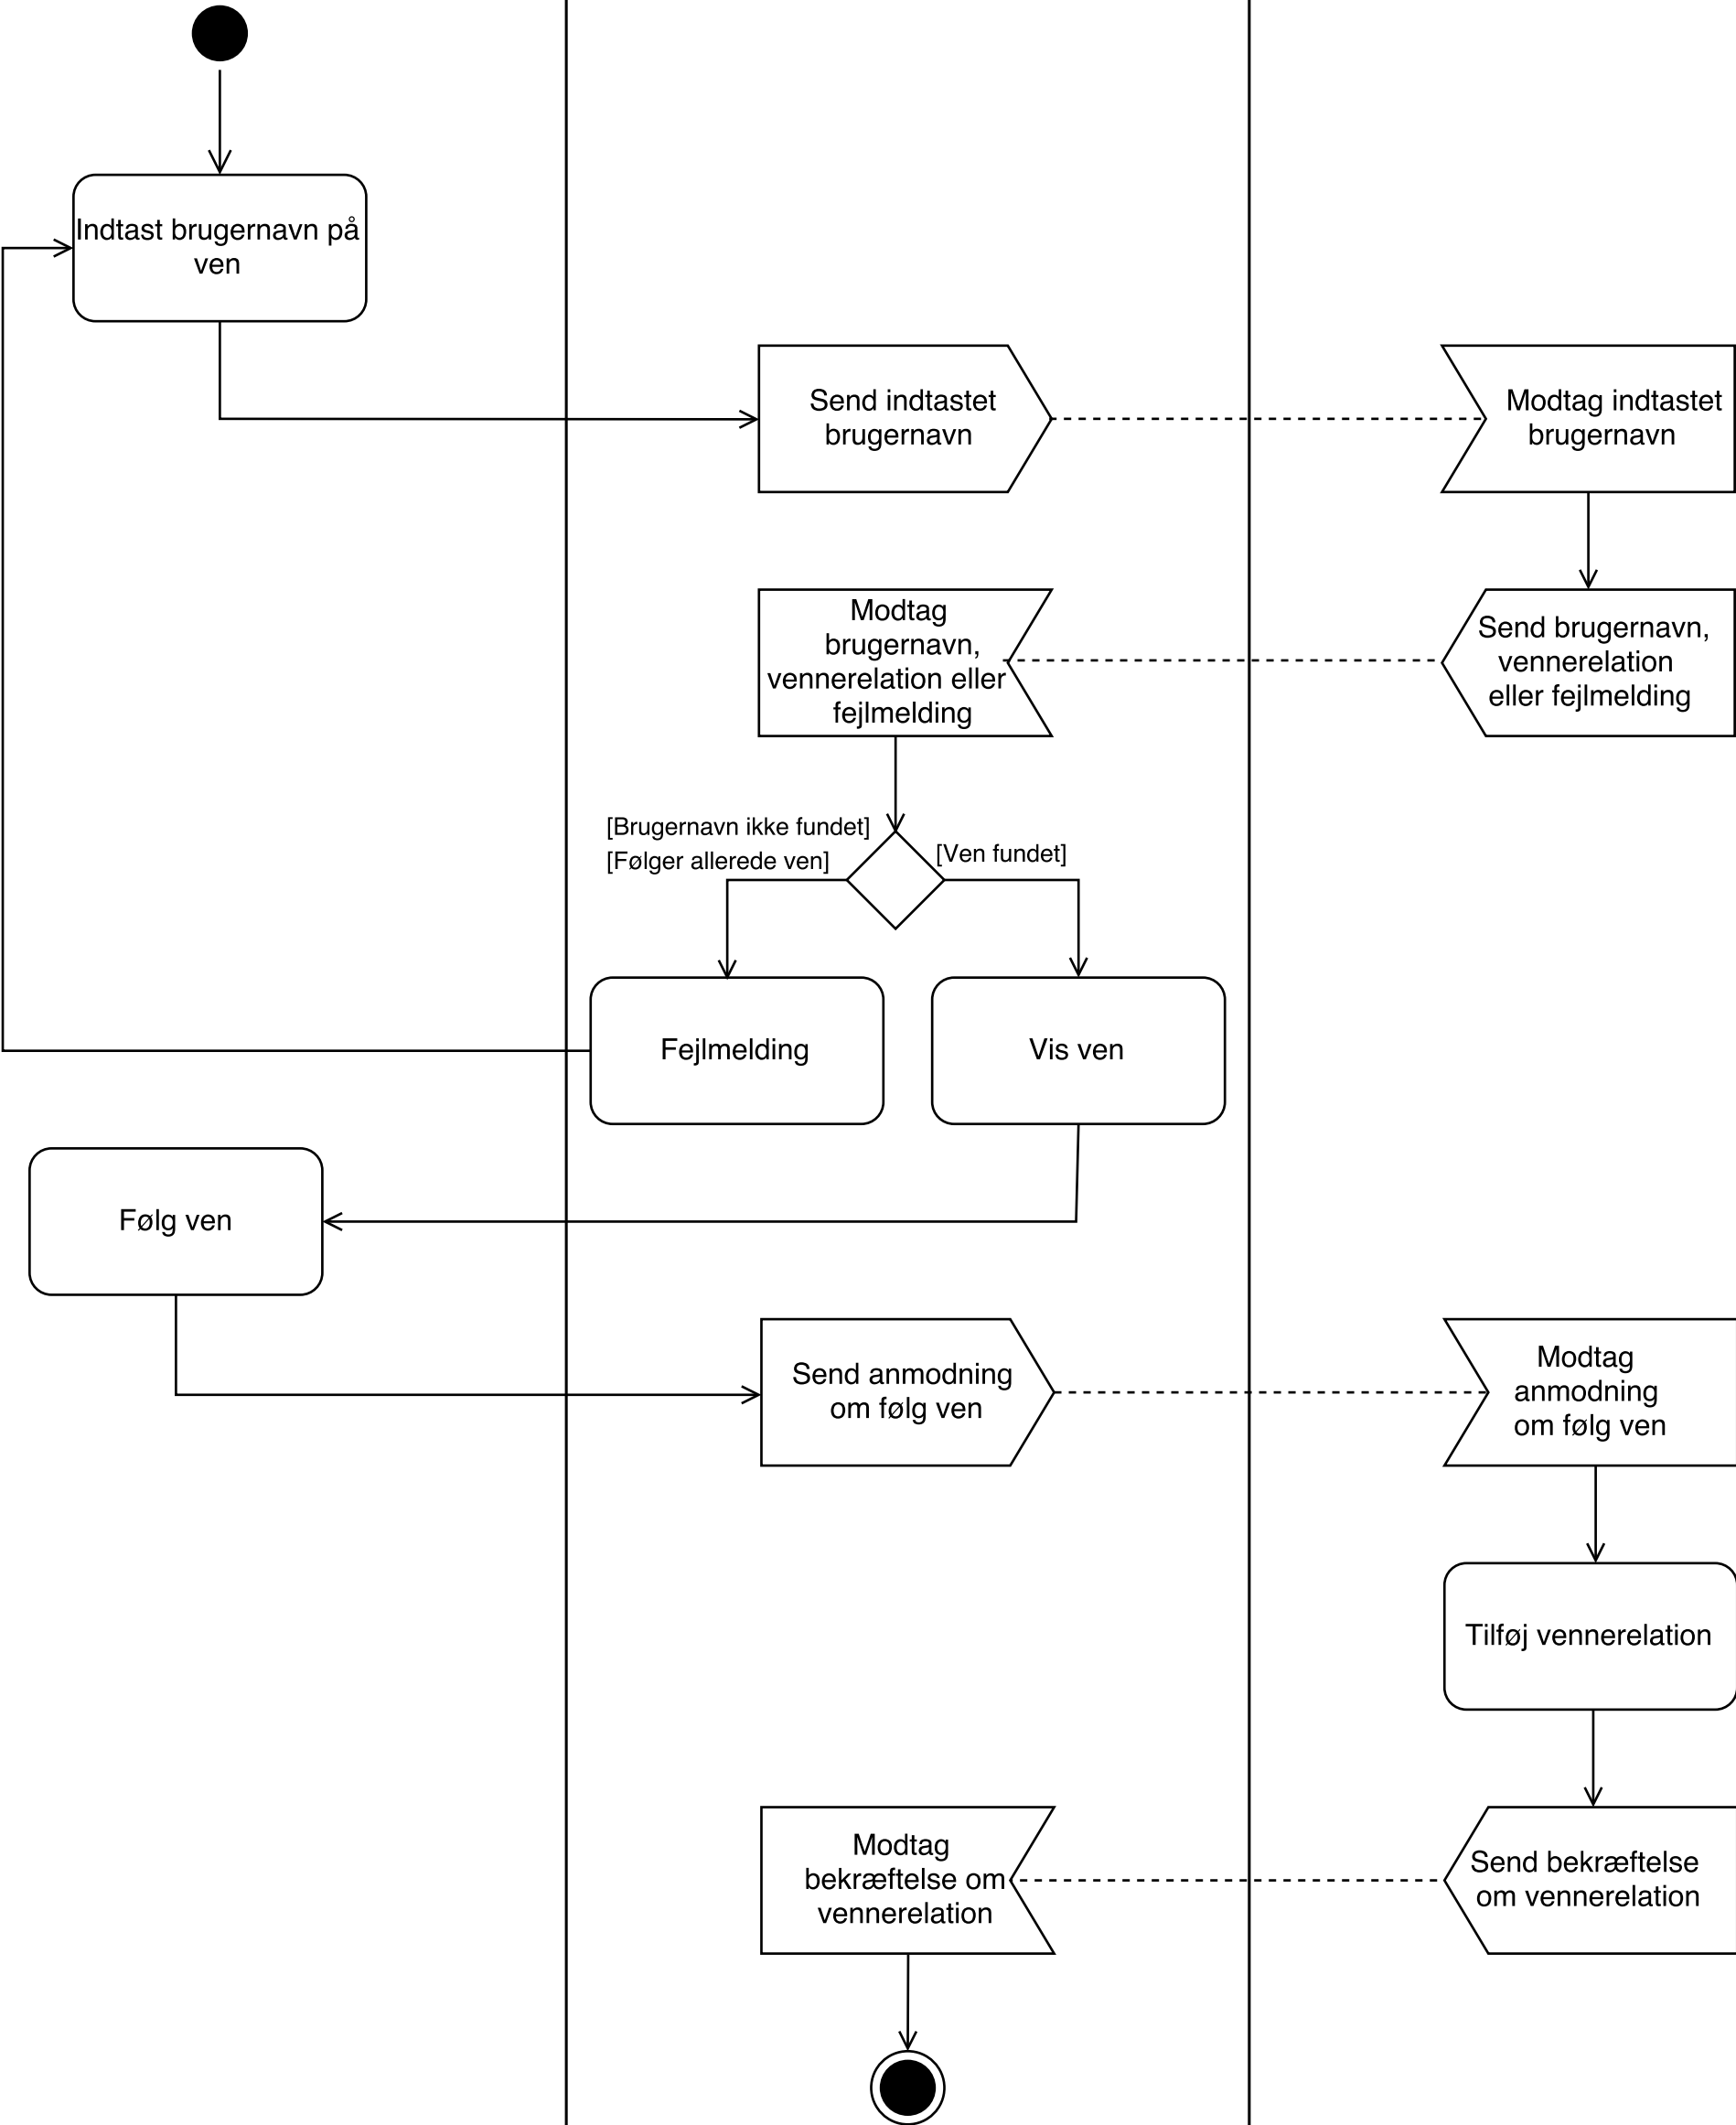 Indtast brugernavn på
ven
Send indtastet
brugernavn
Modtag indtastet
brugernavn
Modtag
brugernavn,
vennerelation eller
fejlmelding
Send brugernavn,
vennerelation
eller fejlmelding
[Brugernavn ikke fundet]
[Følger allerede ven]
[Ven fundet]
Fejlmelding
Vis ven
Følg ven
Send anmodning
om følg ven
Modtag
anmodning
om følg ven
Tilføj vennerelation
Modtag
bekræftelse om
vennerelation
Send bekræftelse
om vennerelation